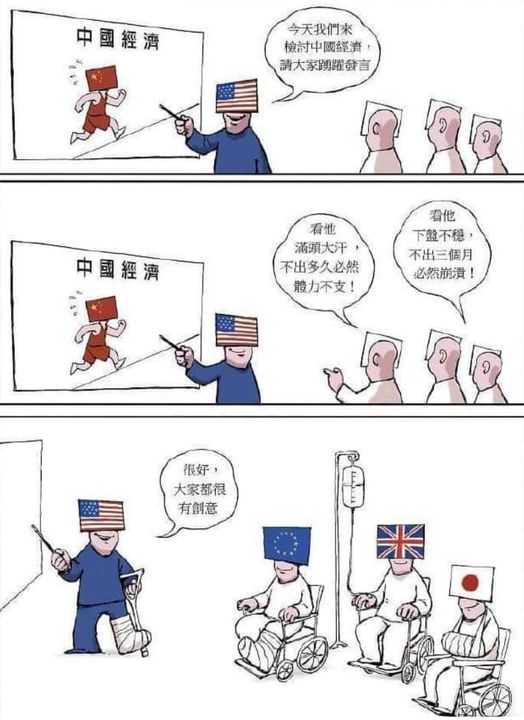 中國經濟
今天我們來
檢討中國經濟，
請大家踴躍發言
中國經濟
看他
滿頭大汗，
不出多久必然
體力不支！
看他
下盤不穩，
不出三個月
必然崩潰！
很好，
大家都很
有創意